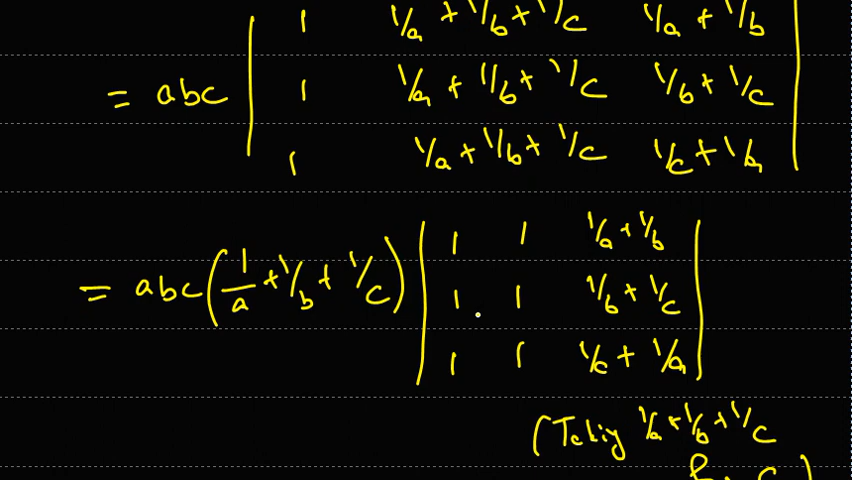 1 1/a + 1/b + 1/c 1/a + 1/b
= abc | 1 1/a + 1/b + 1/c 1/b + 1/c |
1 1/a + 1/b + 1/c 1/c + 1/a
1 1 1/a + 1/b
= abc (1/a + 1/b + 1/c) | 1 1 1/b + 1/c |
1 1 1/c + 1/a
(Taking 1/a + 1/b + 1/c